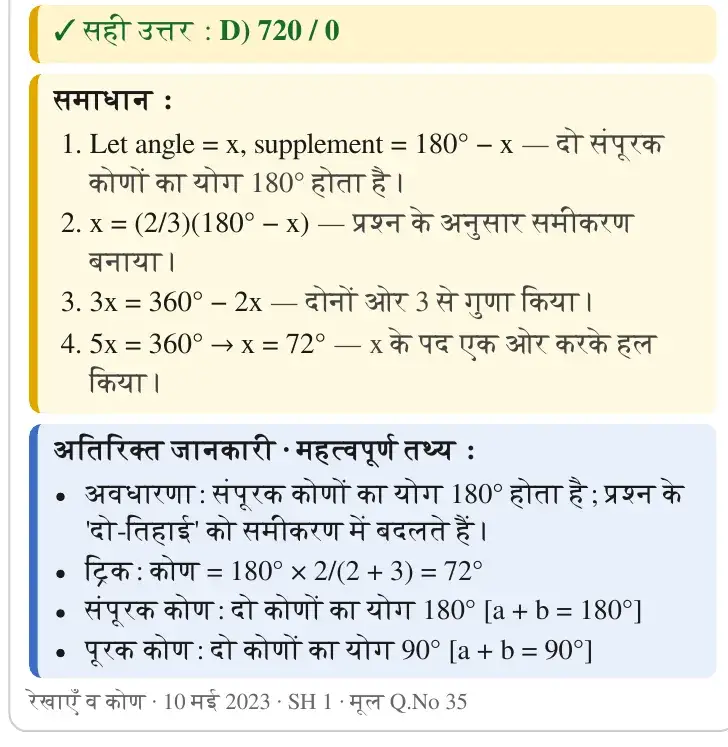 ✓ सही उत्तर : D) 720 / 0
समाधान :
1. Let angle = x, supplement = 180° − x — दो संपूरक
कोणों का योग 180° होता है।
2. x = (2/3)(180° − x) — प्रश्न के अनुसार समीकरण
बनाया।
3. 3x = 360° − 2x — दोनों ओर 3 से गुणा किया।
4. 5x = 360° → x = 72° — x के पद एक ओर करके हल
किया।
अतिरिक्त जानकारी · महत्वपूर्ण तथ्य :
• अवधारणा : संपूरक कोणों का योग 180° होता है ; प्रश्न के
'दो-तिहाई' को समीकरण में बदलते हैं।
• ट्रिक : कोण = 180° × 2/(2 + 3) = 72°
• संपूरक कोण : दो कोणों का योग 180° [a + b = 180°]
• पूरक कोण : दो कोणों का योग 90° [a + b = 90°]
रेखाएँ व कोण · 10 मई 2023 · SH 1 · मूल Q.No 35